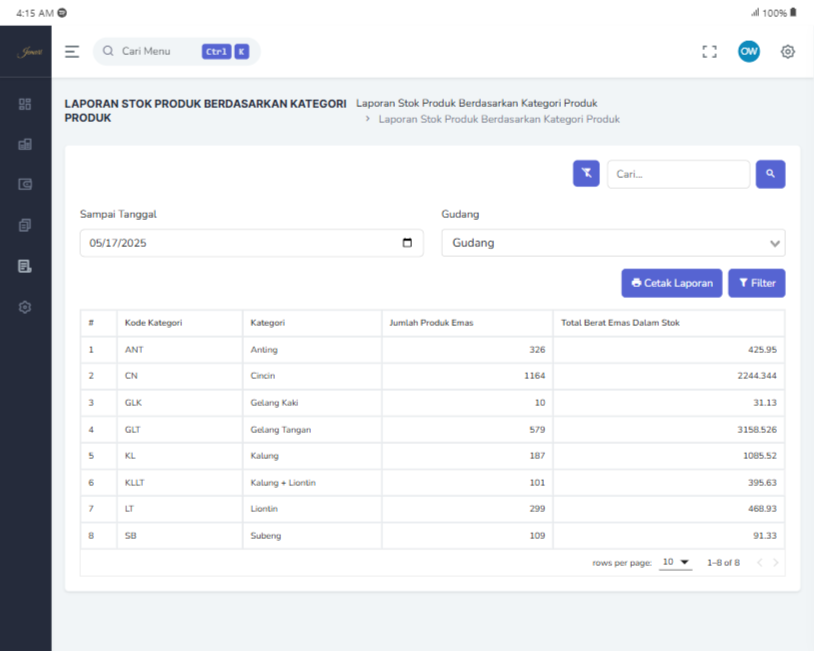 4:15 AM
100%
Jewel
Cari Menu
Ctrl K
OW
LAPORAN STOK PRODUK BERDASARKAN KATEGORI PRODUK
Laporan Stok Produk Berdasarkan Kategori Produk
> Laporan Stok Produk Berdasarkan Kategori Produk
Cari...
Sampai Tanggal
Gudang
05/17/2025
Gudang
Cetak Laporan
Filter
# Kode Kategori Kategori Jumlah Produk Emas Total Berat Emas Dalam Stok
1 ANT Anting 326 425.95
2 CN Cincin 1164 2244.344
3 GLK Gelang Kaki 10 31.13
4 GLT Gelang Tangan 579 3158.526
5 KL Kalung 187 1085.52
6 KLLT Kalung + Liontin 101 395.63
7 LT Liontin 299 468.93
8 SB Subeng 109 91.33
rows per page: 10 1–8 of 8